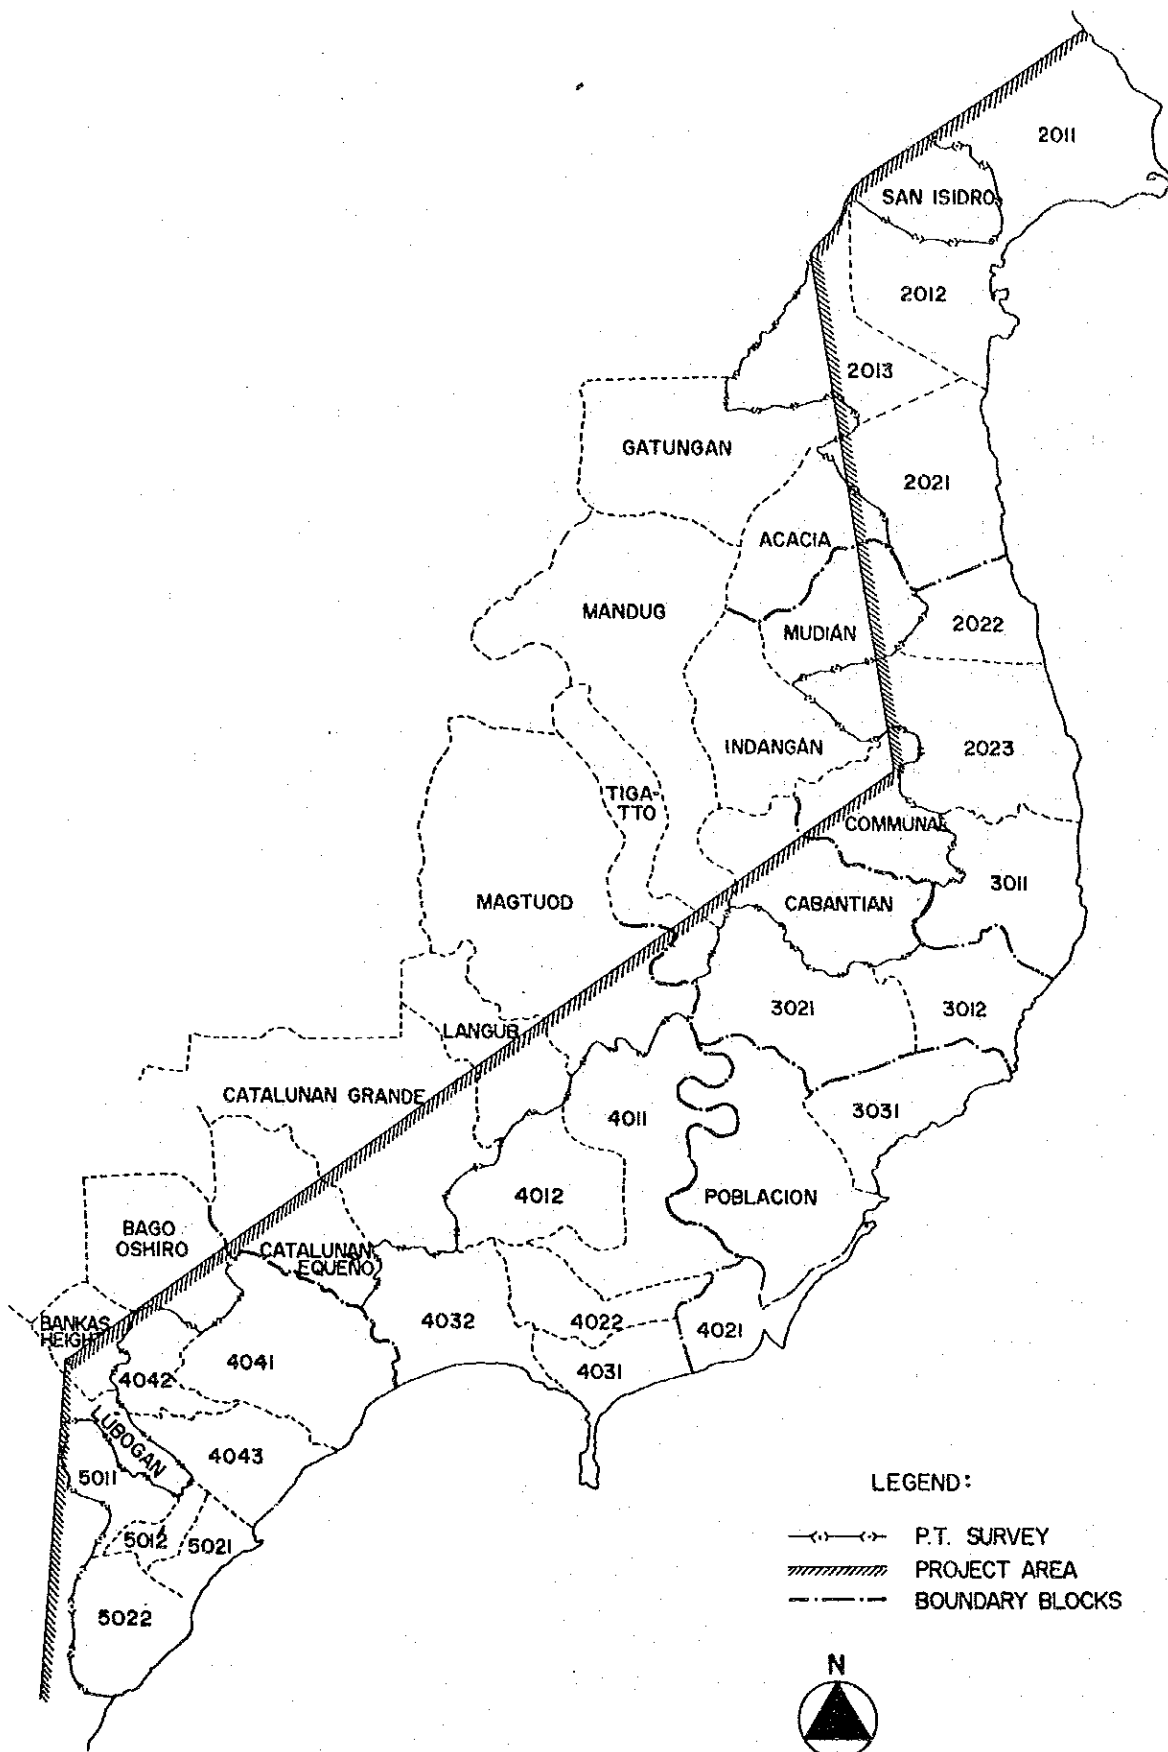 2011
SAN ISIDRO
2012
2013
GATUNGAN
2021
ACACIA
MANDUG
MUDIAN
2022
INDANGAN
2023
TIGA-
TTO
COMMUNAL
3011
MAGTUOD
CABANTIAN
3021
3012
LANGUB
CATALUNAN GRANDE
4011
3031
4012
POBLACION
BAGO
OSHIRO
CATALUNAN
EQUEÑO
BANKAS
HEIGHT
4032
4022
4021
4041
4031
4042
LUBOGAN
4043
5011
5012
5021
5022
LEGEND:
P.T. SURVEY
PROJECT AREA
BOUNDARY BLOCKS
N